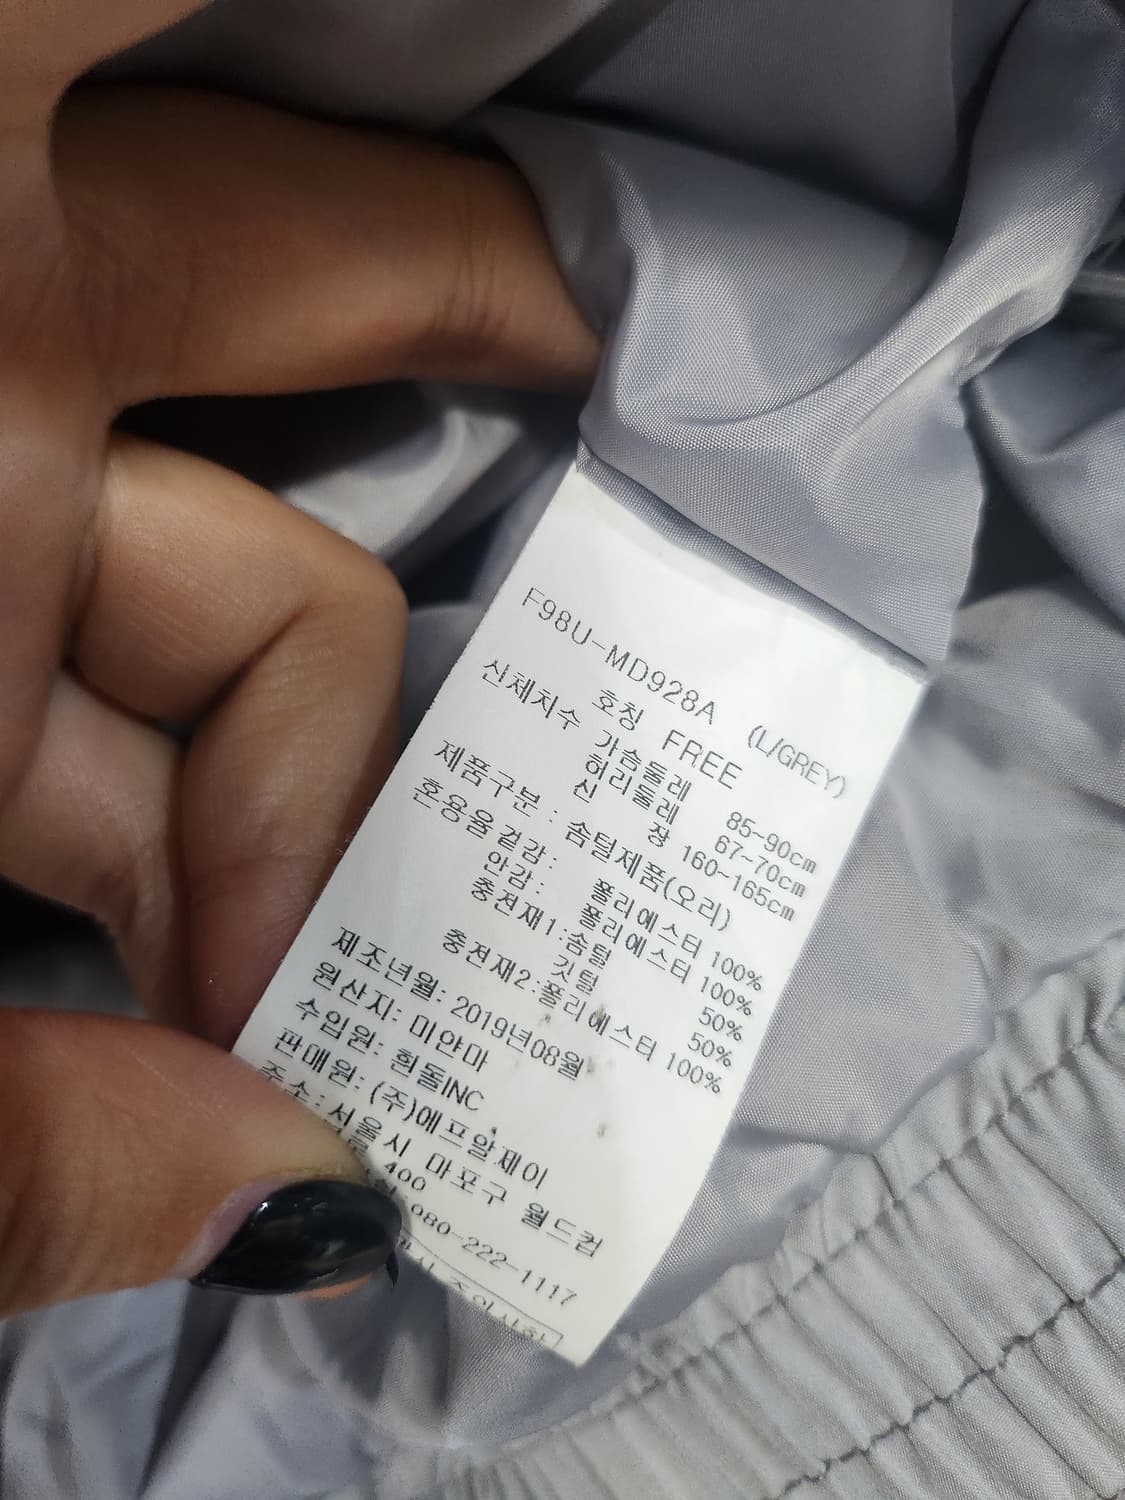 F98U-MD928A (L/GREY)
호칭 FREE
신체치수 가슴둘레 85~90cm
허리둘레 67~70cm
신 장 160~165cm
제품구분 : 솜털제품(오리)
혼용율겉감: 폴리에스터 100%
안감: 폴리에스터 100%
충전재1:솜털 50%
깃털 50%
충전재2:폴리에스터 100%
제조년월: 2019년08월
원산지: 미얀마
수입원: 흰돌INC
판매원: (주)에프알제이
주소: 서울시 마포구 월드컵
400
080-222-1117
주의사항